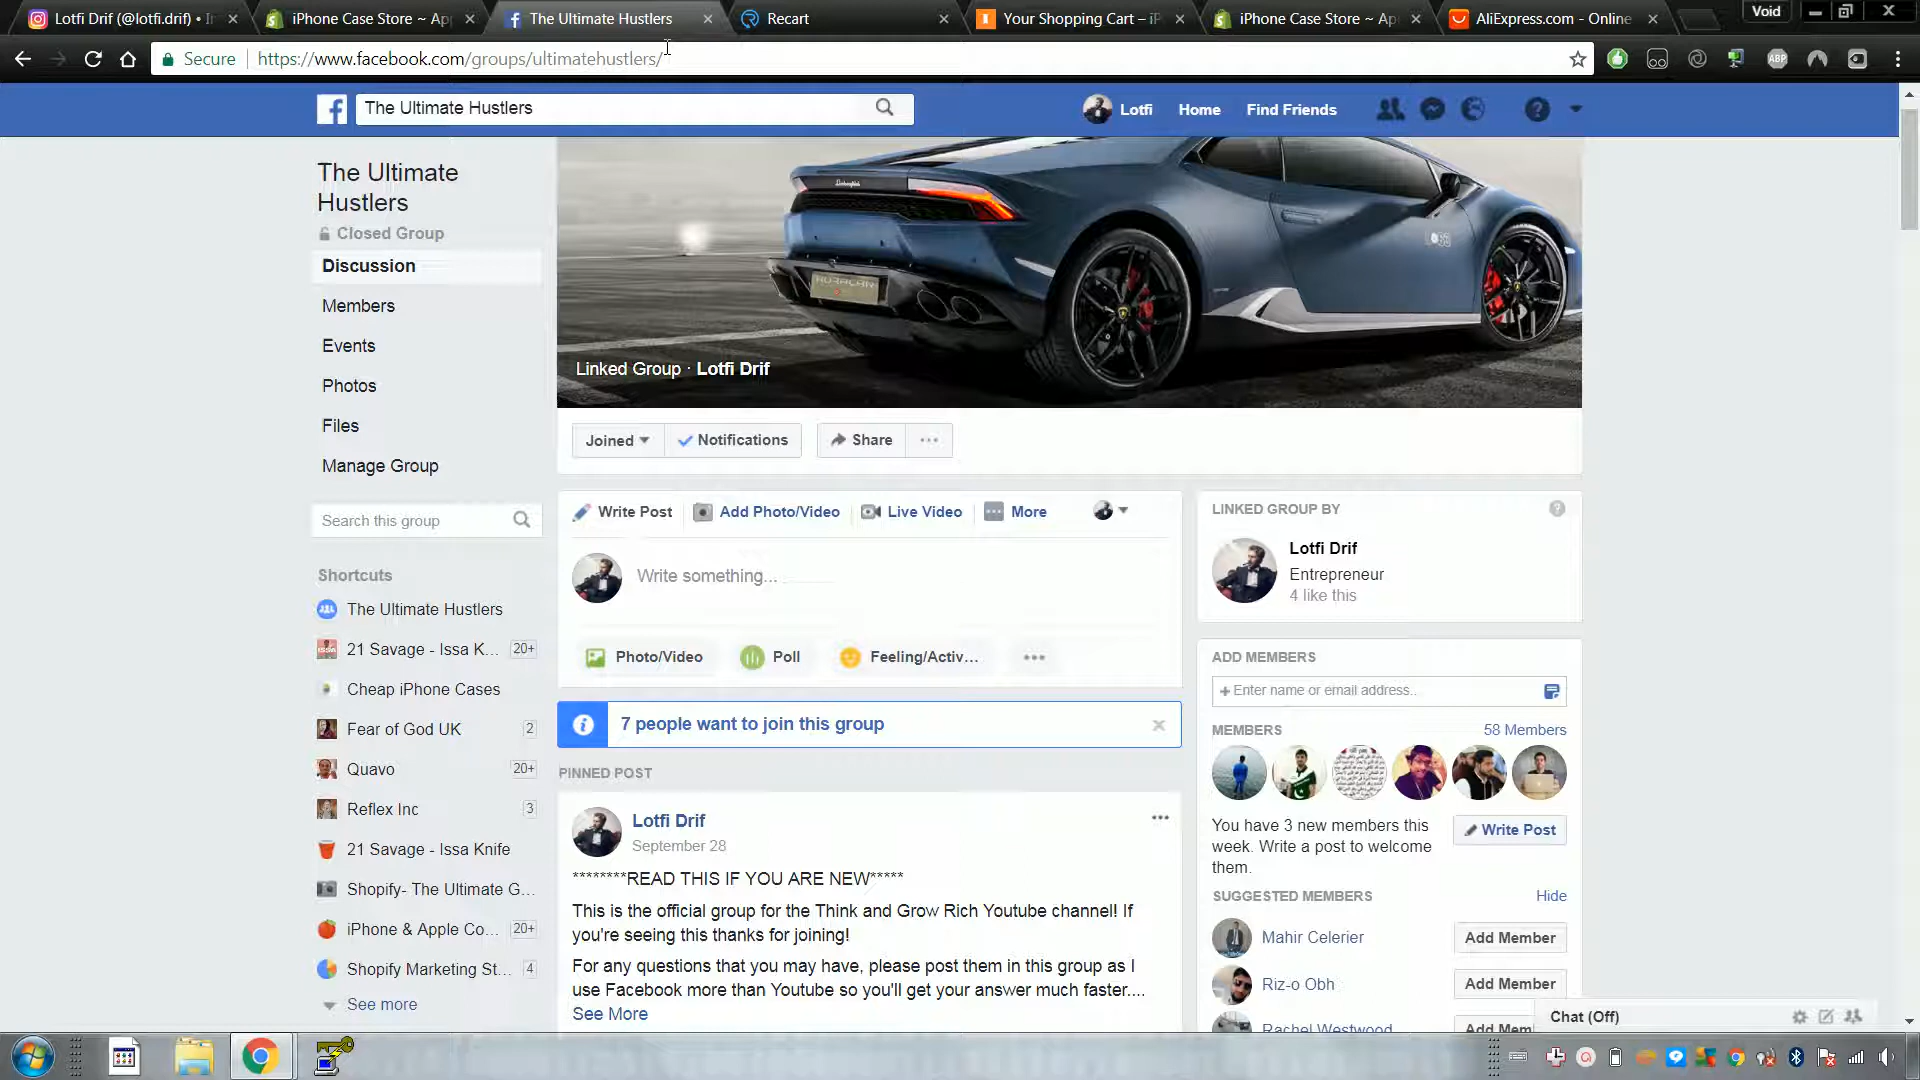 Lotfi Drif (@lotfi.drif) • I
iPhone Case Store ~ Ap
The Ultimate Hustlers
Recart
Your Shopping Cart – iP
iPhone Case Store ~ Ap
AliExpress.com - Online
Void
Secure
https://www.facebook.com/groups/ultimatehustlers/
ABP
The Ultimate Hustlers
Lotfi
Home
Find Friends
The Ultimate
Hustlers
Closed Group
Discussion
Members
Events
Photos
Files
Manage Group
Search this group
Shortcuts
The Ultimate Hustlers
21 Savage - Issa K... 20+
Cheap iPhone Cases
Fear of God UK 2
Quavo 20+
Reflex Inc 3
21 Savage - Issa Knife
Shopify- The Ultimate G...
iPhone & Apple Co... 20+
Shopify Marketing St... 4
See more
HURACAN
Linked Group · Lotfi Drif
Joined
Notifications
Share
Write Post
Add Photo/Video
Live Video
More
Write something...
Photo/Video
Poll
Feeling/Activ...
7 people want to join this group
PINNED POST
Lotfi Drif
September 28
********READ THIS IF YOU ARE NEW*****
This is the official group for the Think and Grow Rich Youtube channel! If
you're seeing this thanks for joining!
For any questions that you may have, please post them in this group as I
use Facebook more than Youtube so you'll get your answer much faster....
See More
LINKED GROUP BY
Lotfi Drif
Entrepreneur
4 like this
ADD MEMBERS
+ Enter name or email address..
MEMBERS
58 Members
You have 3 new members this
week. Write a post to welcome
them.
Write Post
SUGGESTED MEMBERS
Hide
Mahir Celerier
Add Member
Riz-o Obh
Add Member
Rachel Westwood
Add Mem
Chat (Off)